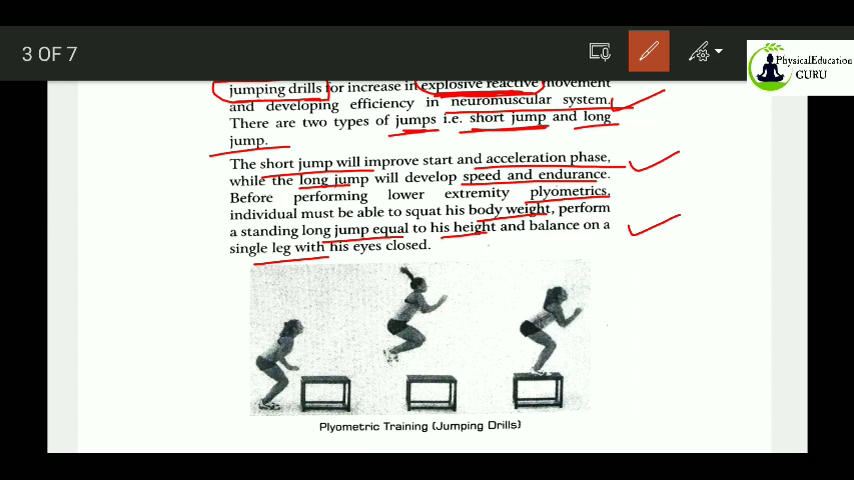 3 OF 7
PhysicalEducation
GURU
jumping drills for increase in explosive reactive movement
and developing efficiency in neuromuscular system.
There are two types of jumps i.e. short jump and long
jump.
The short jump will improve start and acceleration phase,
while the long jump will develop speed and endurance.
Before performing lower extremity plyometrics,
individual must be able to squat his body weight, perform
a standing long jump equal to his height and balance on a
single leg with his eyes closed.
Plyometric Training (Jumping Drills)